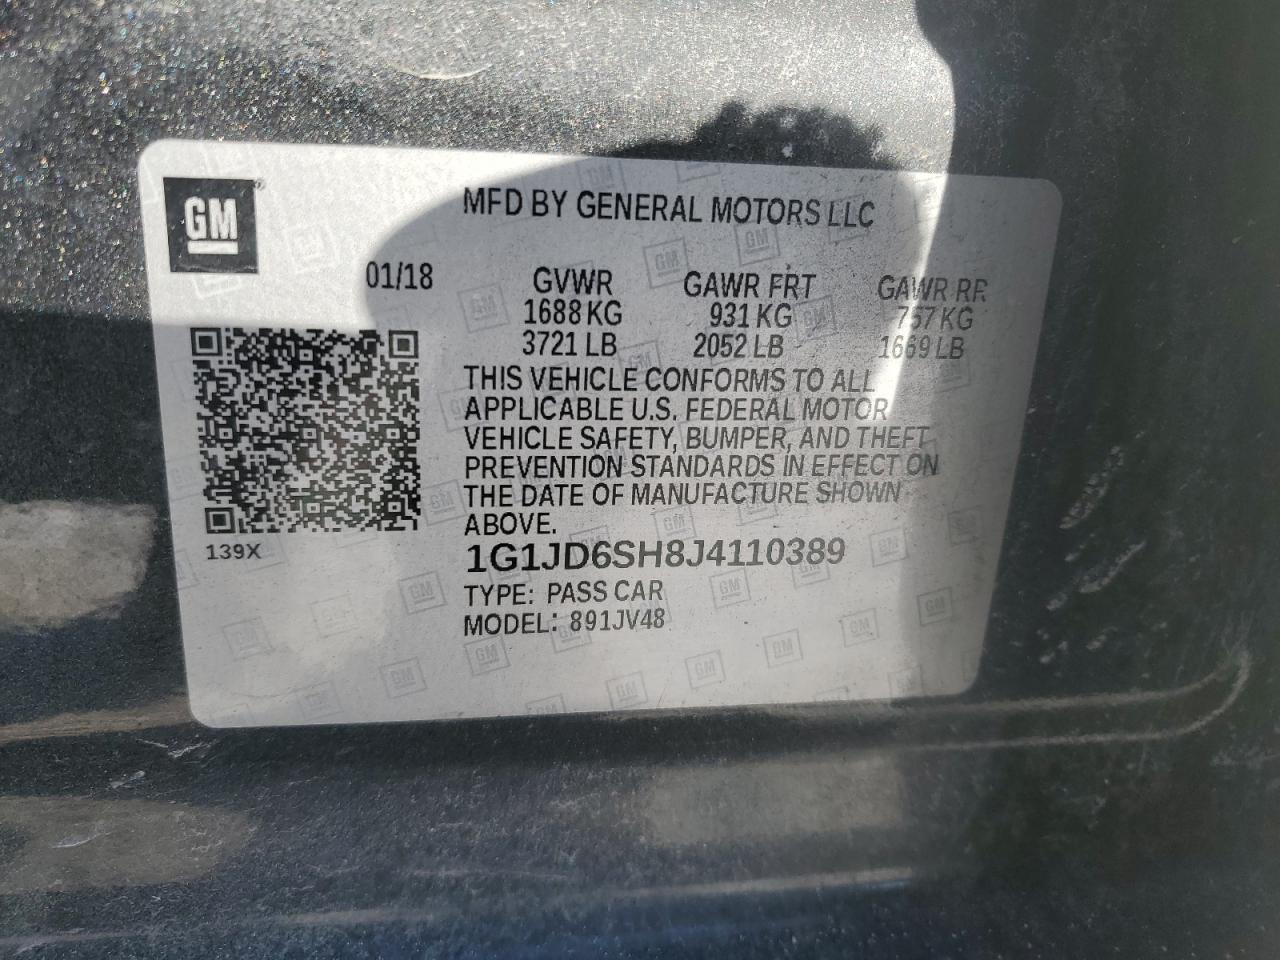 GM
MFD BY GENERAL MOTORS LLC
01/18
GVWR GAWR FRT GAWR RR
1688 KG 931 KG 757 KG
3721 LB 2052 LB 1669 LB
THIS VEHICLE CONFORMS TO ALL
APPLICABLE U.S. FEDERAL MOTOR
VEHICLE SAFETY, BUMPER, AND THEFT
PREVENTION STANDARDS IN EFFECT ON
THE DATE OF MANUFACTURE SHOWN
ABOVE.
139X
1G1JD6SH8J4110389
TYPE: PASS CAR
MODEL: 891JV48